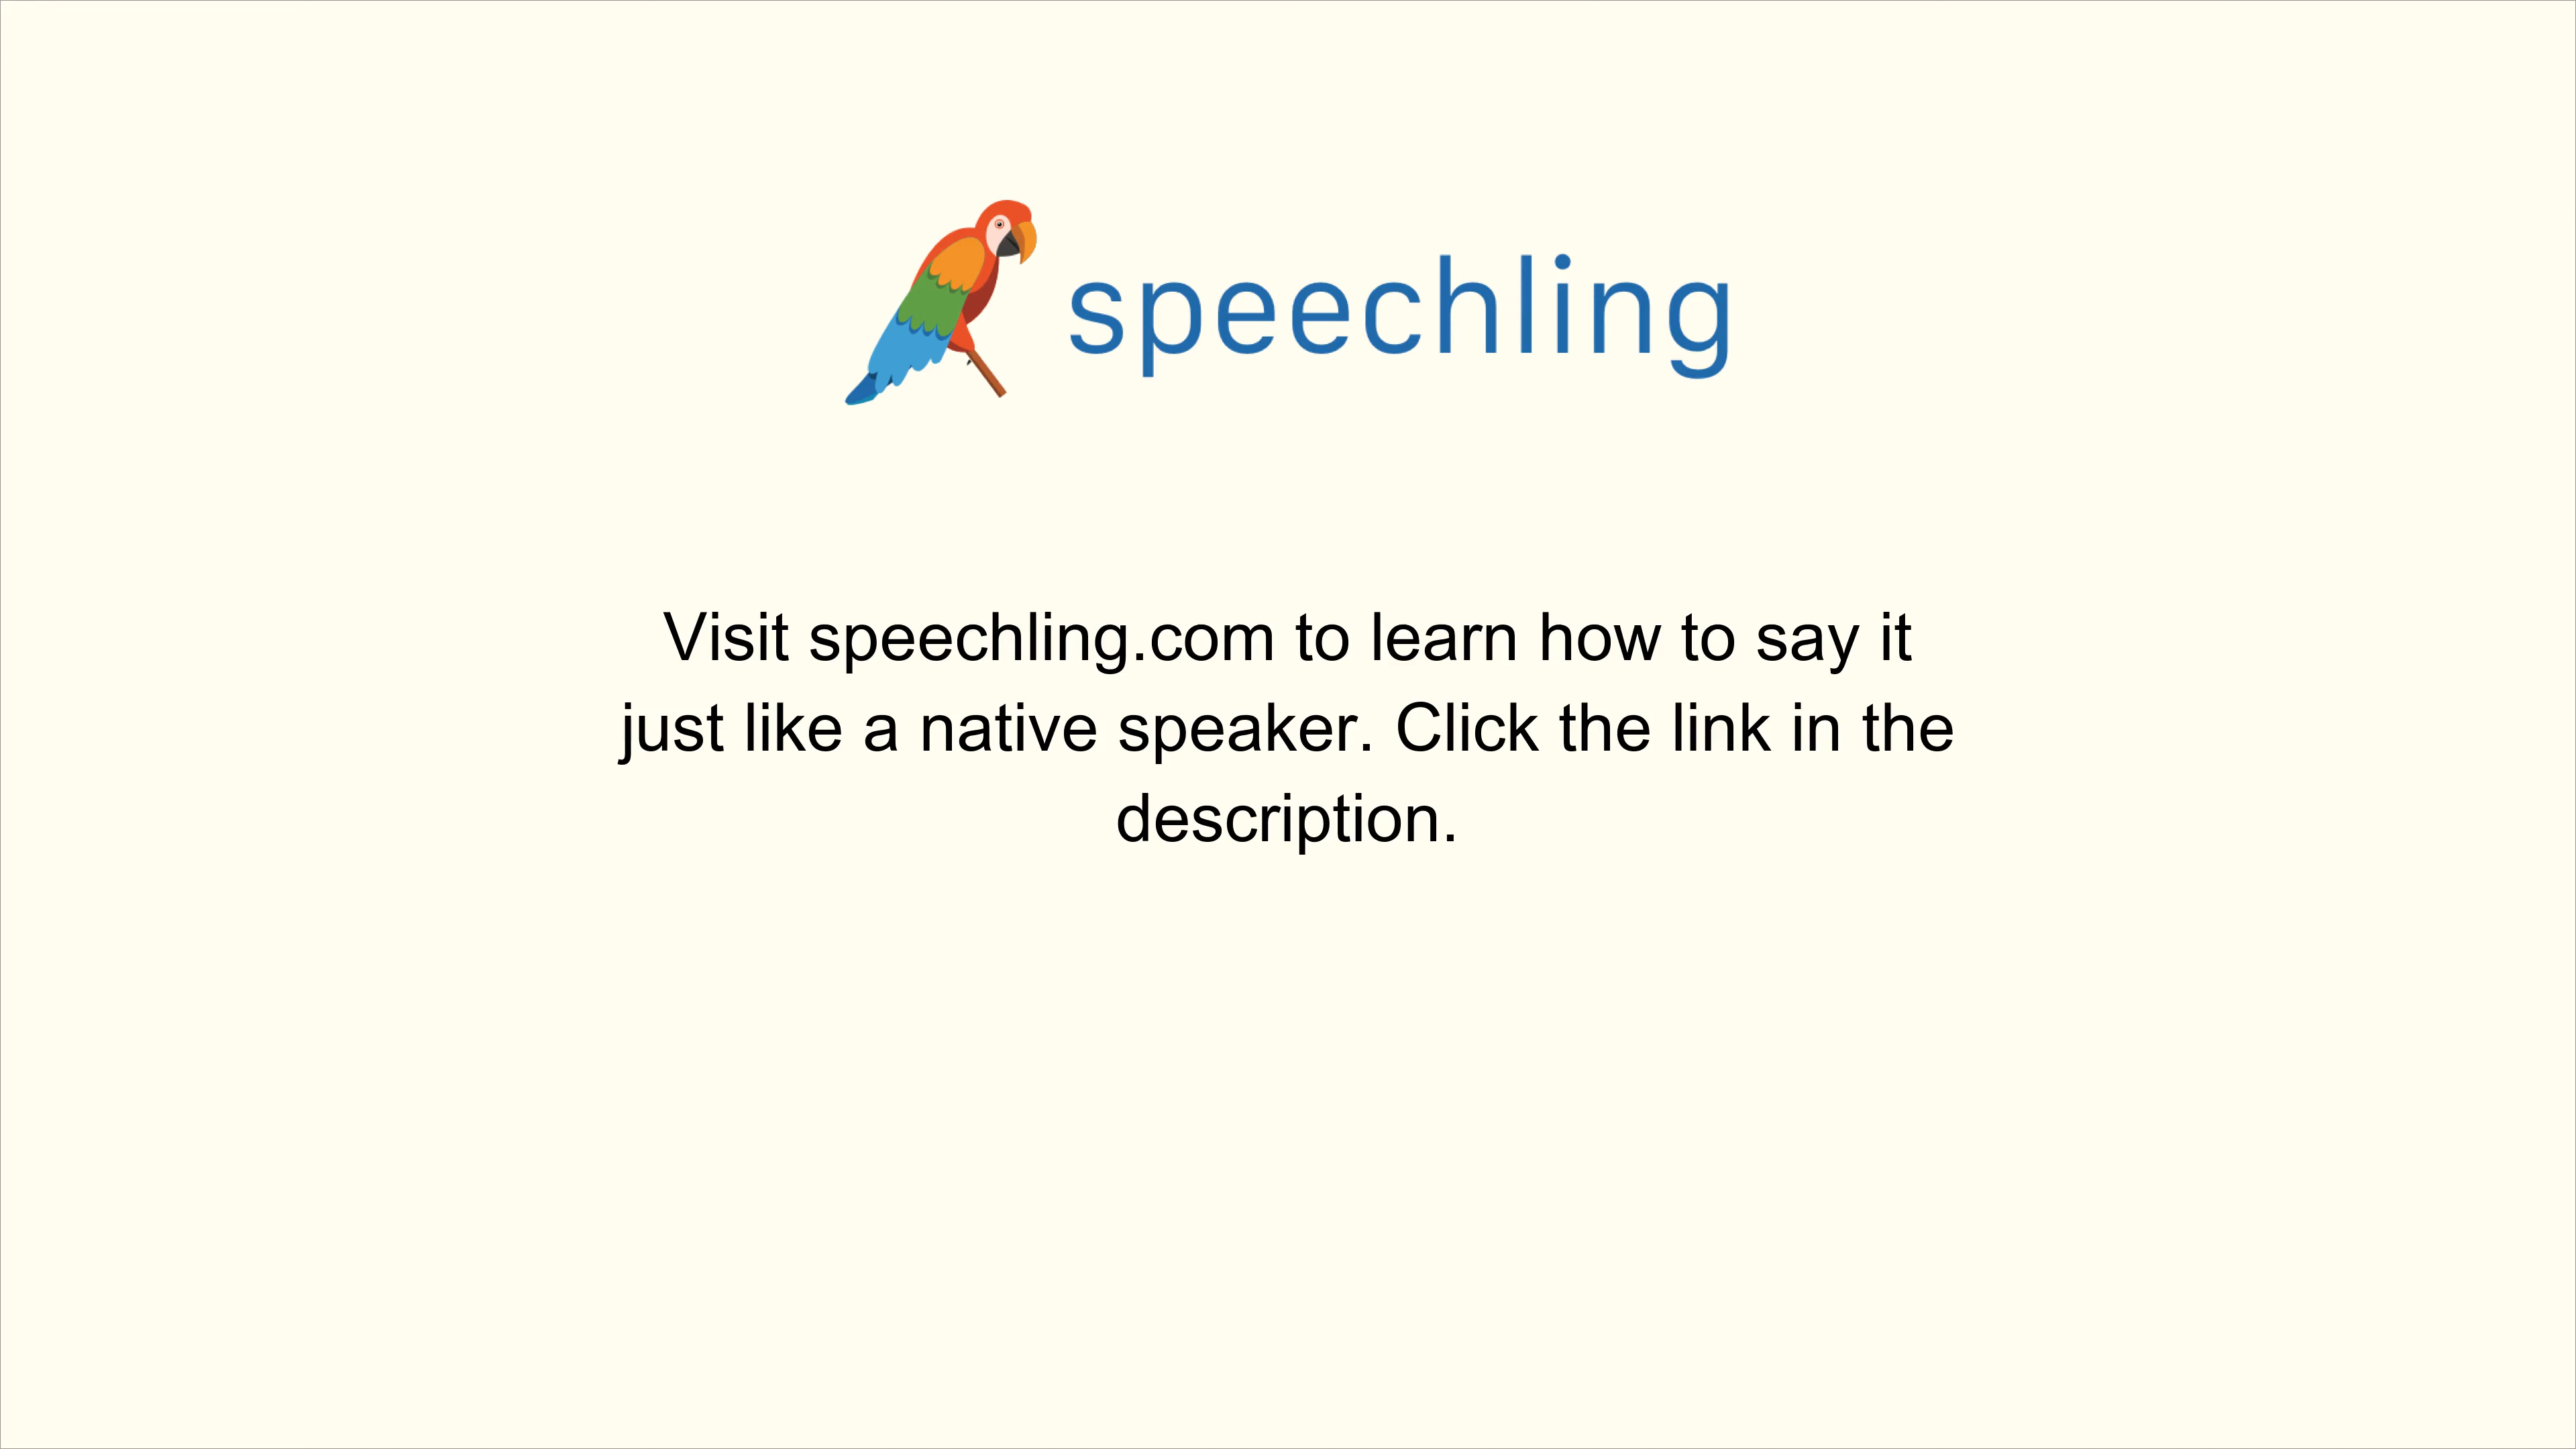 speechling
Visit speechling.com to learn how to say it
just like a native speaker. Click the link in the
description.